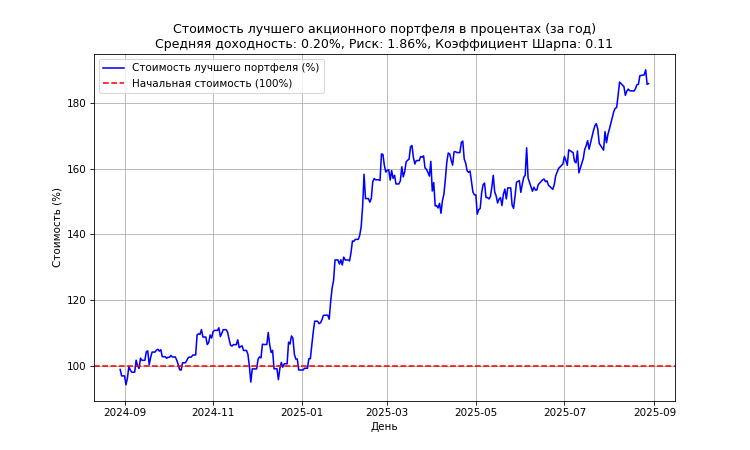 Стоимость лучшего акционного портфеля в процентах (за год)
Средняя доходность: 0.20%, Риск: 1.86%, Коэффициент Шарпа: 0.11
Стоимость лучшего портфеля (%)
Начальная стоимость (100%)
Стоимость (%)
180
160
140
120
100
2024-09
2024-11
2025-01
2025-03
2025-05
2025-07
2025-09
День